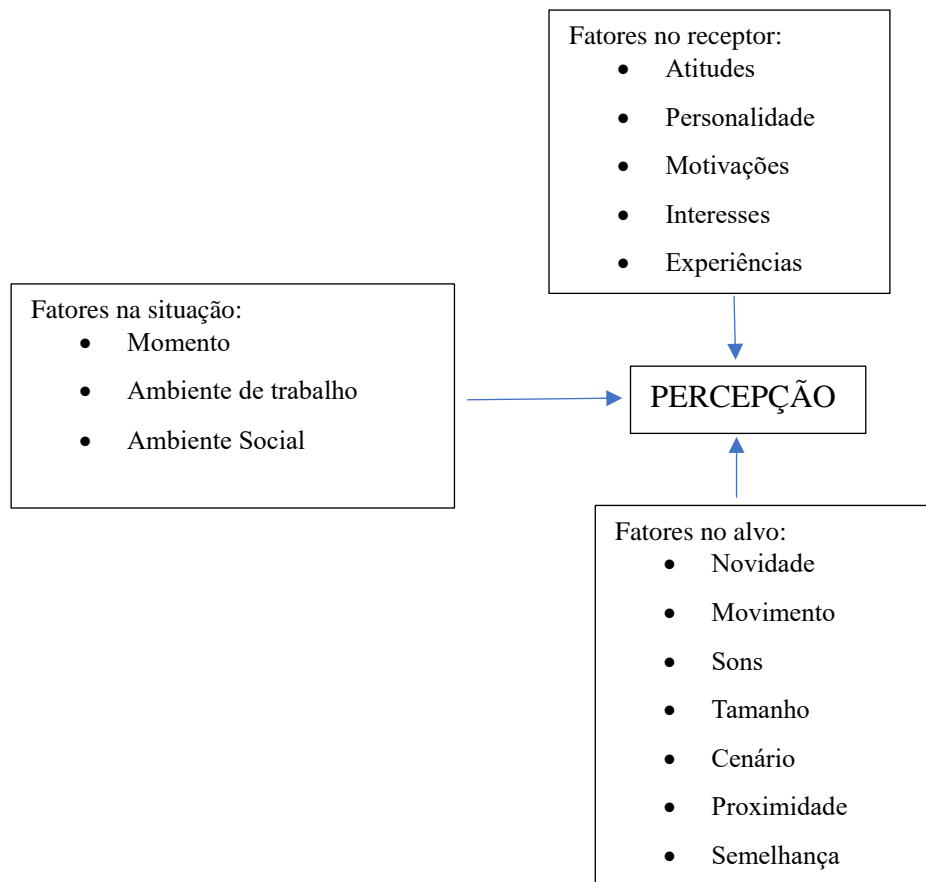 Fatores no receptor:
• Atitudes
• Personalidade
• Motivações
• Interesses
• Experiências
Fatores na situação:
• Momento
• Ambiente de trabalho
• Ambiente Social
PERCEPÇÃO
Fatores no alvo:
• Novidade
• Movimento
• Sons
• Tamanho
• Cenário
• Proximidade
• Semelhança